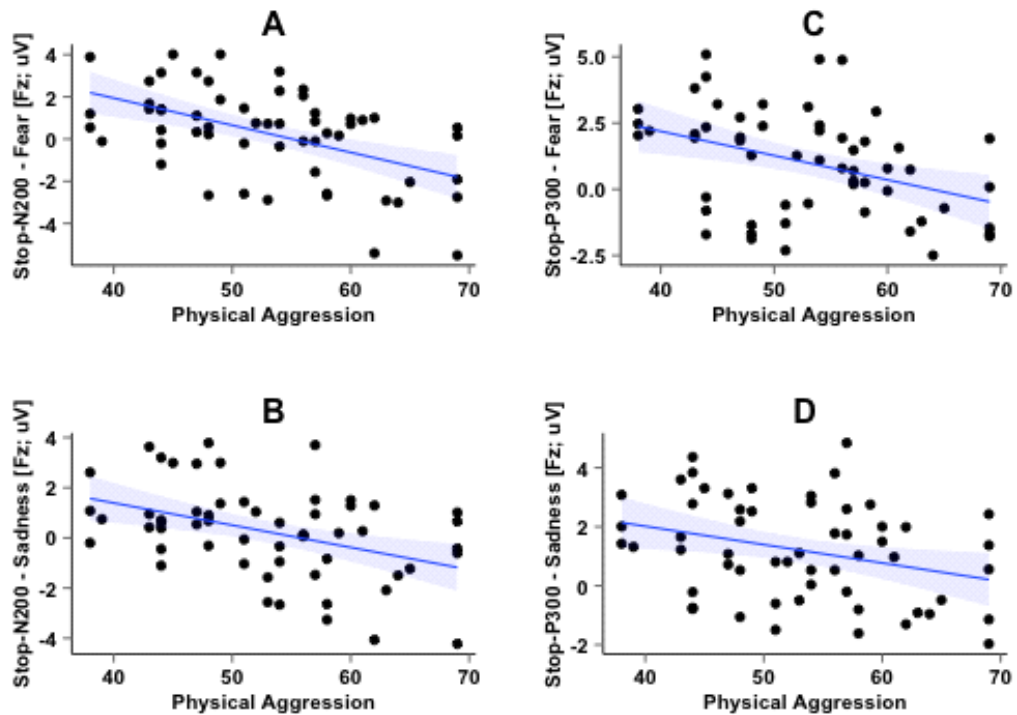 A
Stop-N200 - Fear [Fz; uV]
4
2
0
-2
-4
40
50
60
70
Physical Aggression
C
Stop-P300 - Fear [Fz; uV]
5.0
2.5
0.0
-2.5
40
50
60
70
Physical Aggression
B
Stop-N200 - Sadness [Fz; uV]
4
2
0
-2
-4
40
50
60
70
Physical Aggression
D
Stop-P300 - Sadness [Fz; uV]
4
2
0
-2
40
50
60
70
Physical Aggression